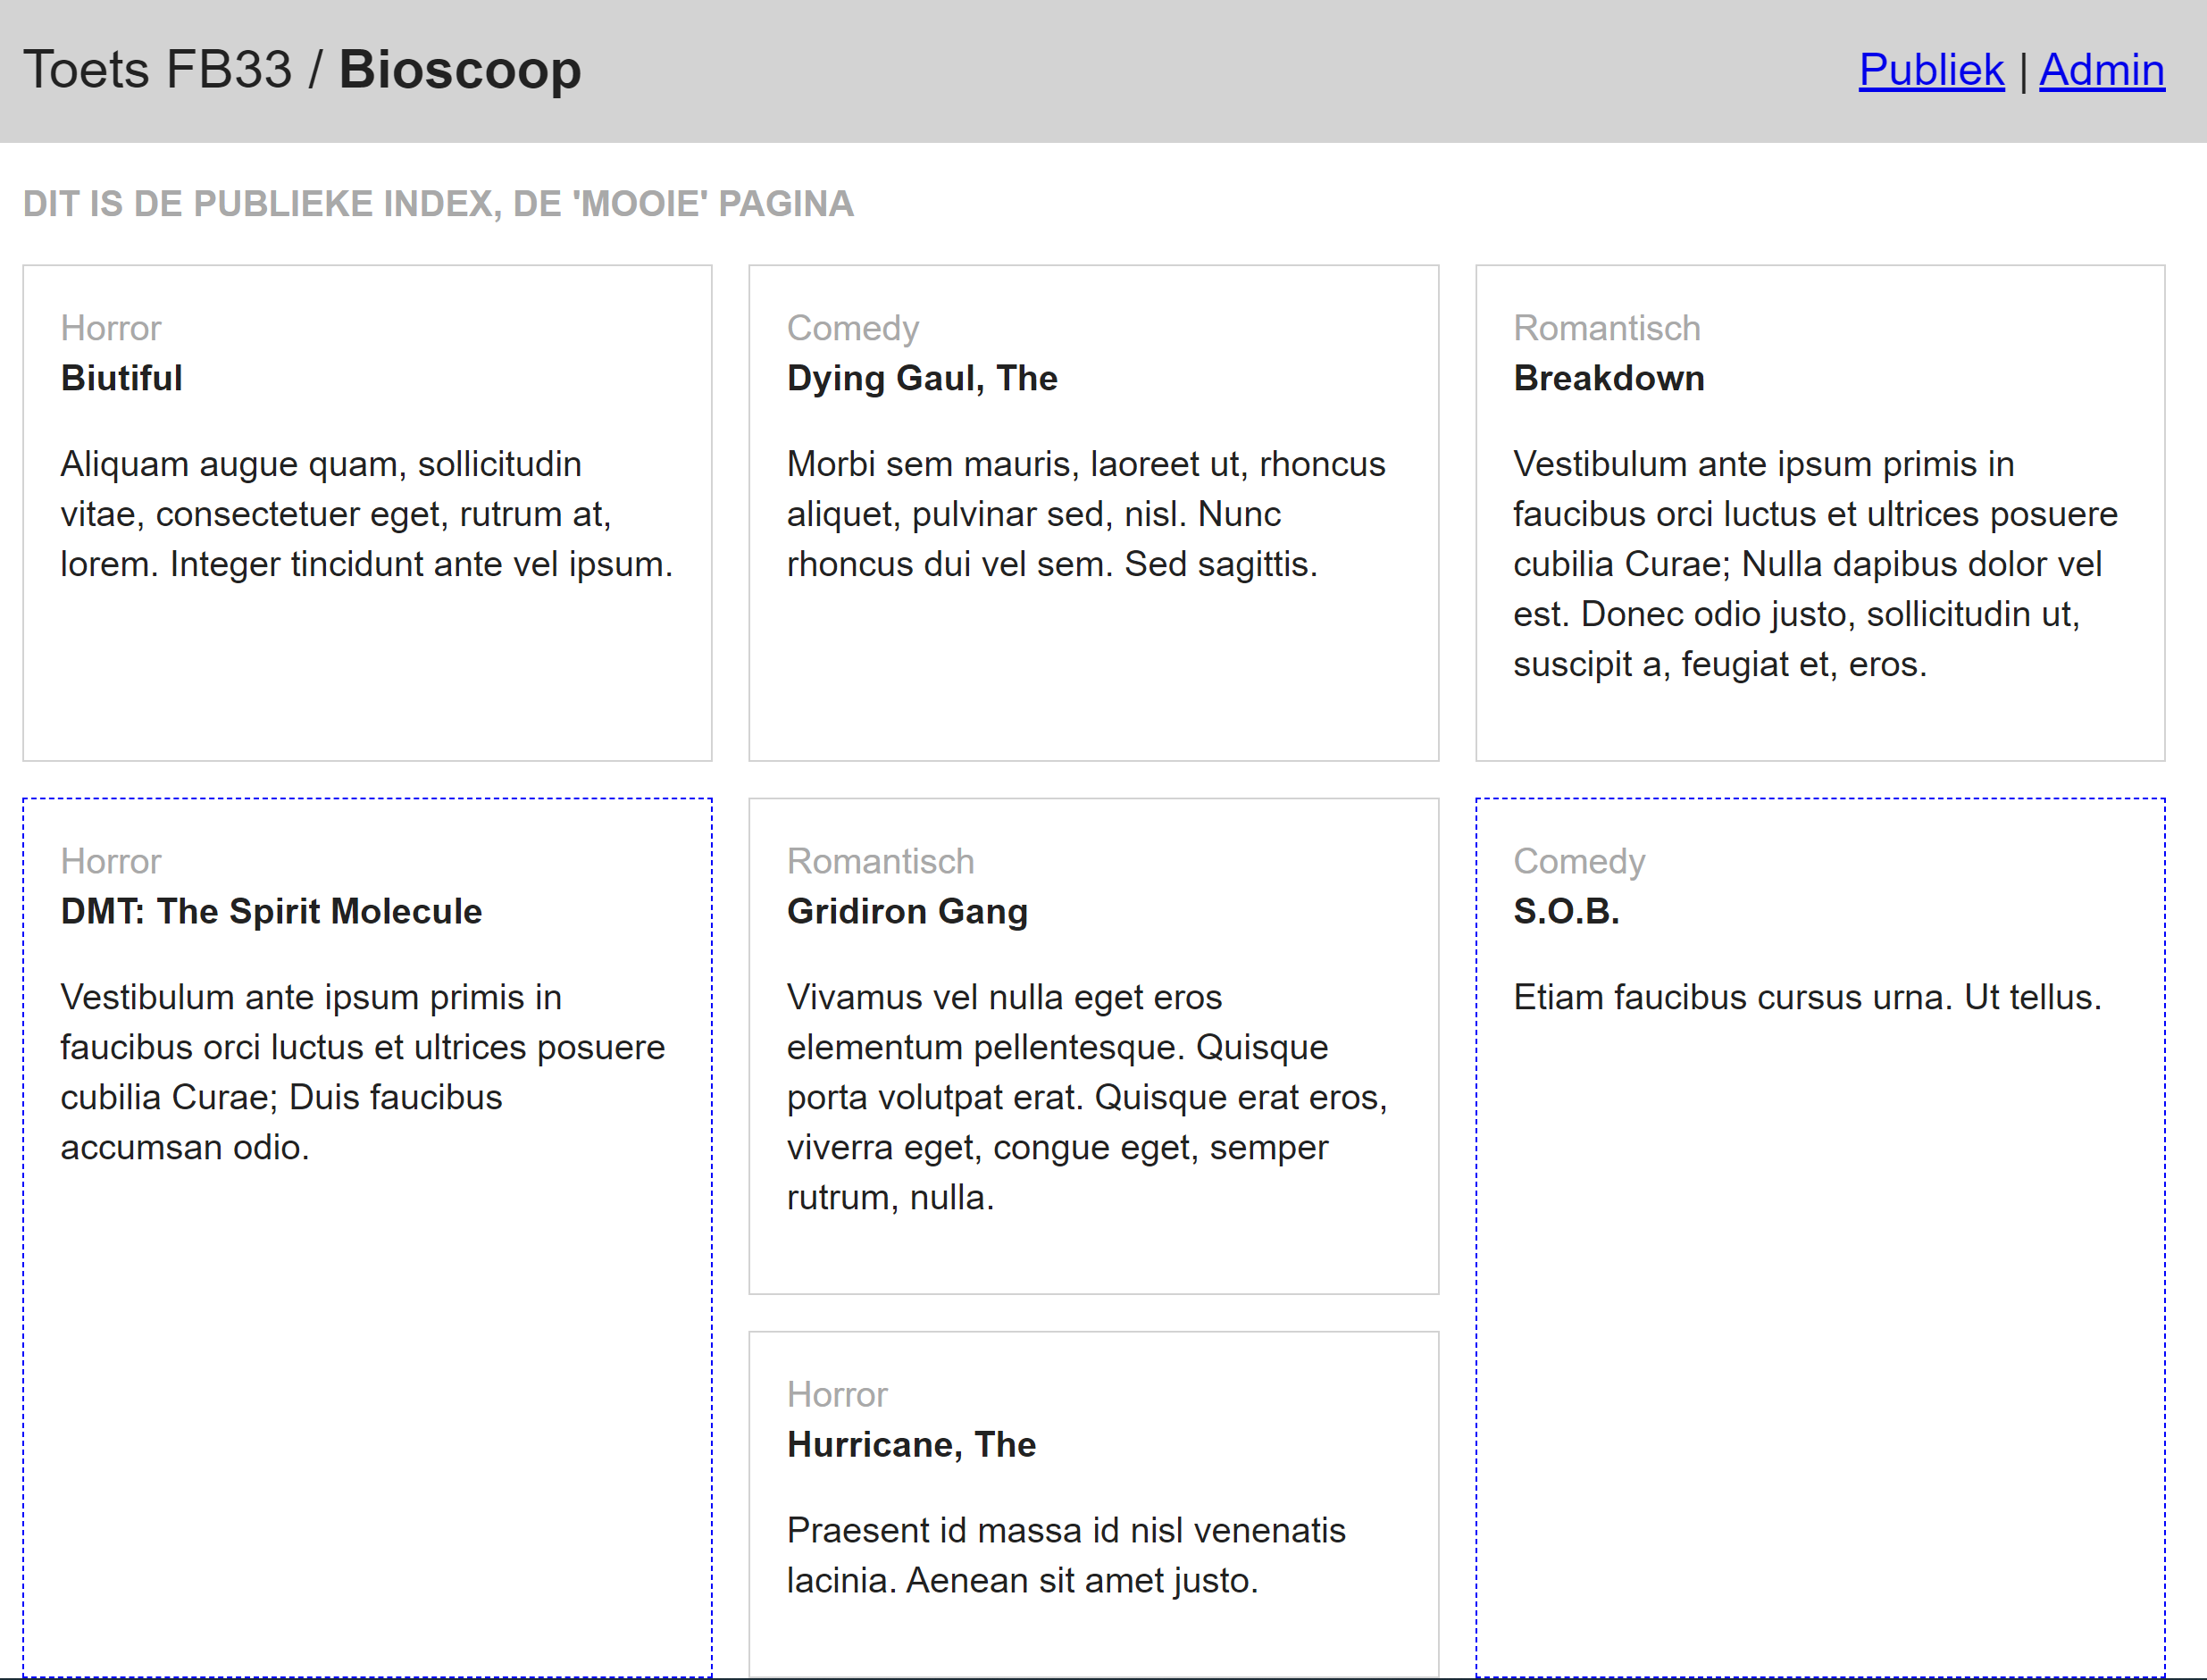 Toets FB33 / Bioscoop
Publiek | Admin
DIT IS DE PUBLIEKE INDEX, DE 'MOOIE' PAGINA
Horror
Biutiful
Aliquam augue quam, sollicitudin
vitae, consectetuer eget, rutrum at,
lorem. Integer tincidunt ante vel ipsum.
Comedy
Dying Gaul, The
Morbi sem mauris, laoreet ut, rhoncus
aliquet, pulvinar sed, nisl. Nunc
rhoncus dui vel sem. Sed sagittis.
Romantisch
Breakdown
Vestibulum ante ipsum primis in
faucibus orci luctus et ultrices posuere
cubilia Curae; Nulla dapibus dolor vel
est. Donec odio justo, sollicitudin ut,
suscipit a, feugiat et, eros.
Horror
DMT: The Spirit Molecule
Vestibulum ante ipsum primis in
faucibus orci luctus et ultrices posuere
cubilia Curae; Duis faucibus
accumsan odio.
Romantisch
Gridiron Gang
Vivamus vel nulla eget eros
elementum pellentesque. Quisque
porta volutpat erat. Quisque erat eros,
viverra eget, congue eget, semper
rutrum, nulla.
Comedy
S.O.B.
Etiam faucibus cursus urna. Ut tellus.
Horror
Hurricane, The
Praesent id massa id nisl venenatis
lacinia. Aenean sit amet justo.